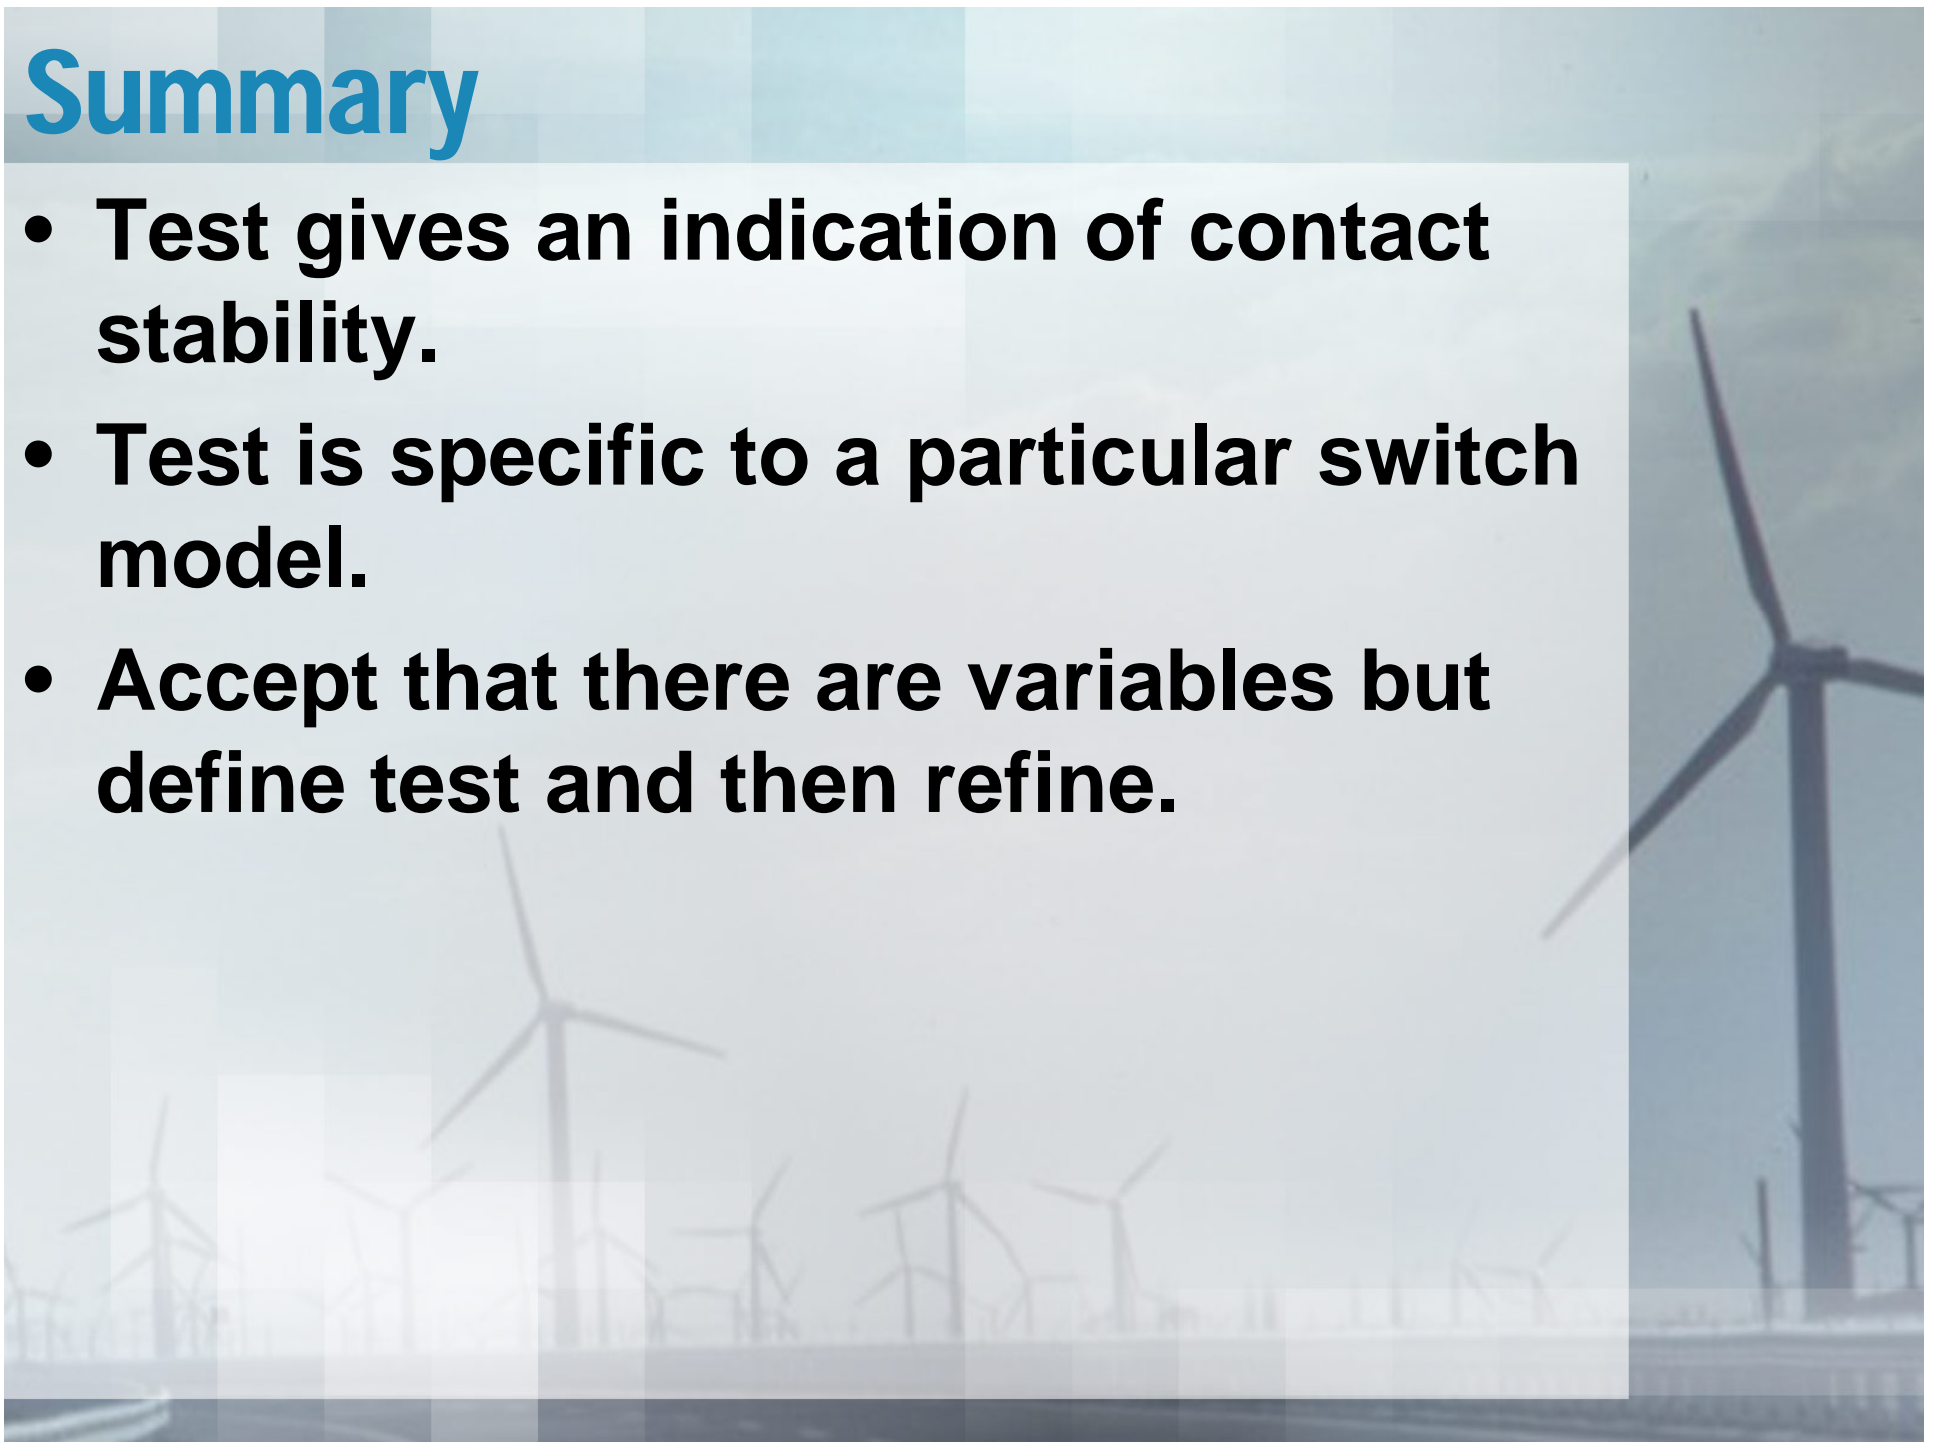 Summary
• Test gives an indication of contact
stability.
• Test is specific to a particular switch
model.
• Accept that there are variables but
define test and then refine.